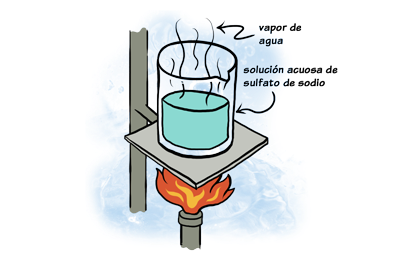 vapor de
agua
solución acuosa de
sulfato de sodio